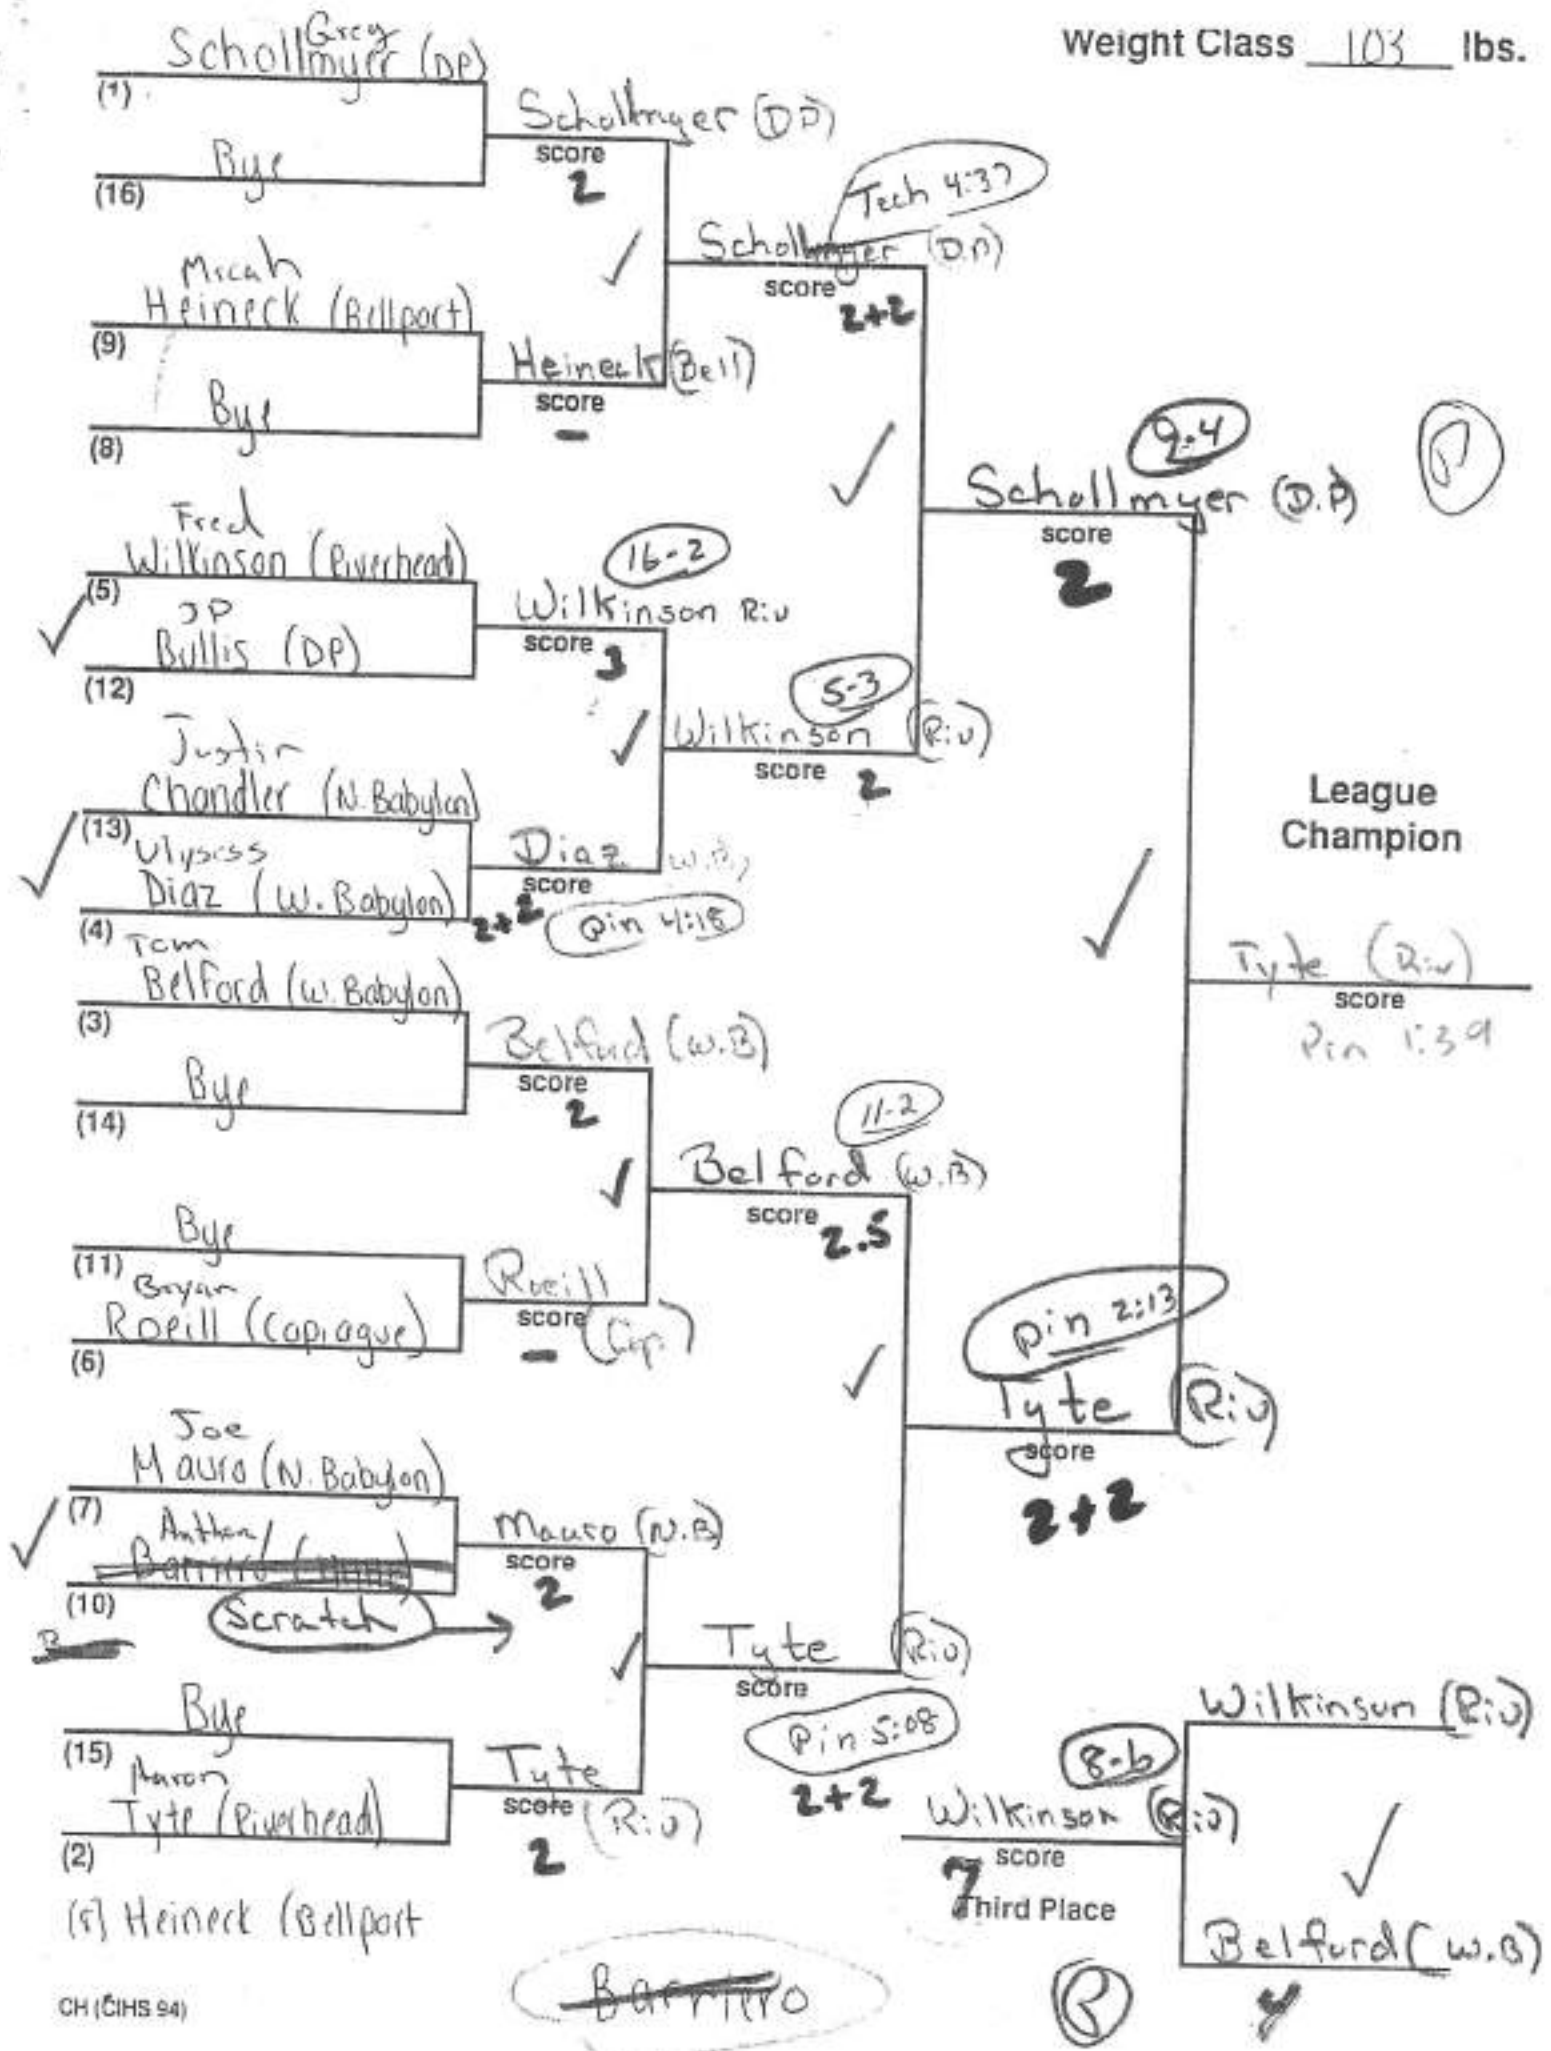 Weight Class 103 lbs.
Greg
Schollmyer (DP)
(1)
Bye
(16)
Schollmyer (DP)
score
2
Micah
Heineck (Bellport)
(9)
Bye
(8)
Heineck (Bell)
score
-
Tech 4:37
Schollmyer (D.P)
score
2+2
Fred
Wilkinson (Riverhead)
(5)
JP
Bullis (DP)
(12)
16-2
Wilkinson Riv
score
3
Justin
Chandler (N. Babylon)
(13)
Ulysess
Diaz (W. Babylon)
(4)
Diaz (W.B)
score
2+2
pin 4:18
5-3
Wilkinson (Riv)
score
2
9-4
Schollmyer (D.P)
score
2
Tom
Belford (W. Babylon)
(3)
Bye
(14)
Belford (W.B)
score
2
Bye
(11)
Bryan
Roeill (Copiague)
(6)
Roeill
score
(Cop.)
-
11-2
Belford (W.B)
score
2.5
Joe
Mauro (N. Babylon)
(7)
Anthony
Barriero
(10)
Scratch
Mauro (N.B)
score
2
Bye
(15)
Aaron
Tyte (Riverhead)
(2)
Tyte
score
(Riv)
2
Tyte (Riv)
score
Pin 5:08
2+2
pin 2:13
Tyte (Riv)
score
2+2
League
Champion
Tyte (Riv)
score
Pin 1:39
Wilkinson (Riv)
8-6
Wilkinson (Riv)
score
7
Third Place
Belford (W.B)
(8) Heineck (Bellport
Barriero
CH (CIHS 94)